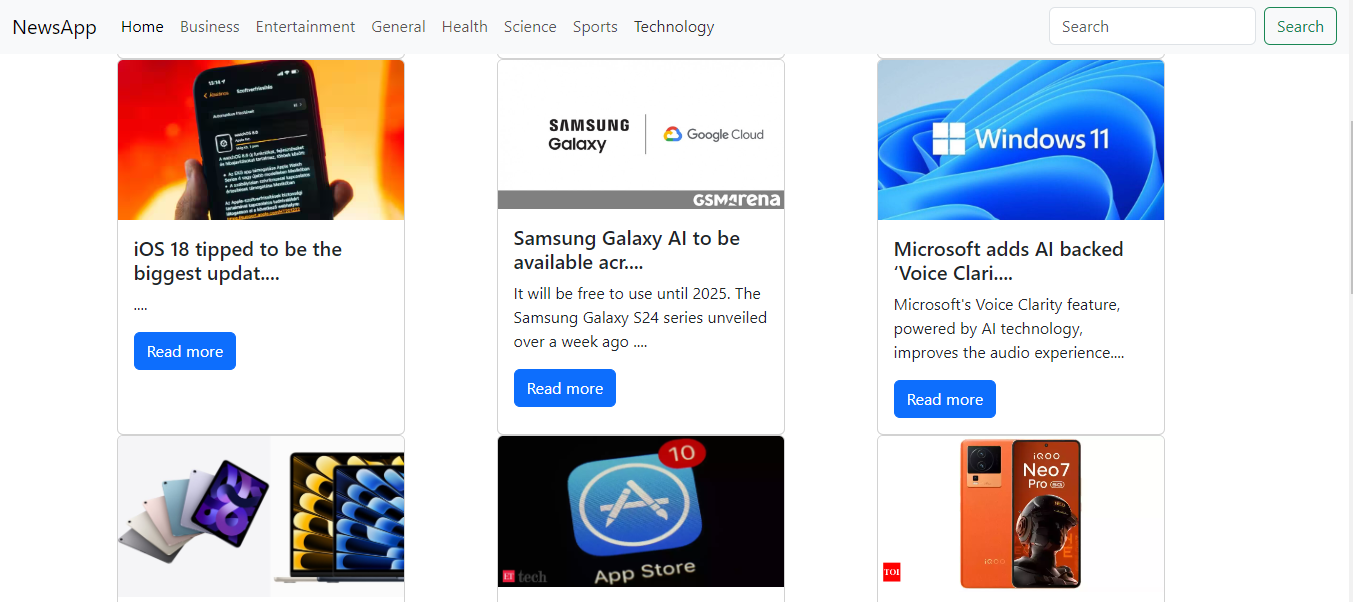 NewsApp Home Business Entertainment General Health Science Sports Technology Search Search
13:14
SAMSUNG
Galaxy
Google Cloud
GSMArena
Windows 11
iOS 18 tipped to be the
biggest updat....
....
Read more
Samsung Galaxy AI to be
available acr....
It will be free to use until 2025. The
Samsung Galaxy S24 series unveiled
over a week ago ....
Read more
Microsoft adds AI backed
‘Voice Clari....
Microsoft's Voice Clarity feature,
powered by AI technology,
improves the audio experience....
Read more
10
App Store
ET tech
iQOO
Neo7
Pro 5G
iQOO
TOI